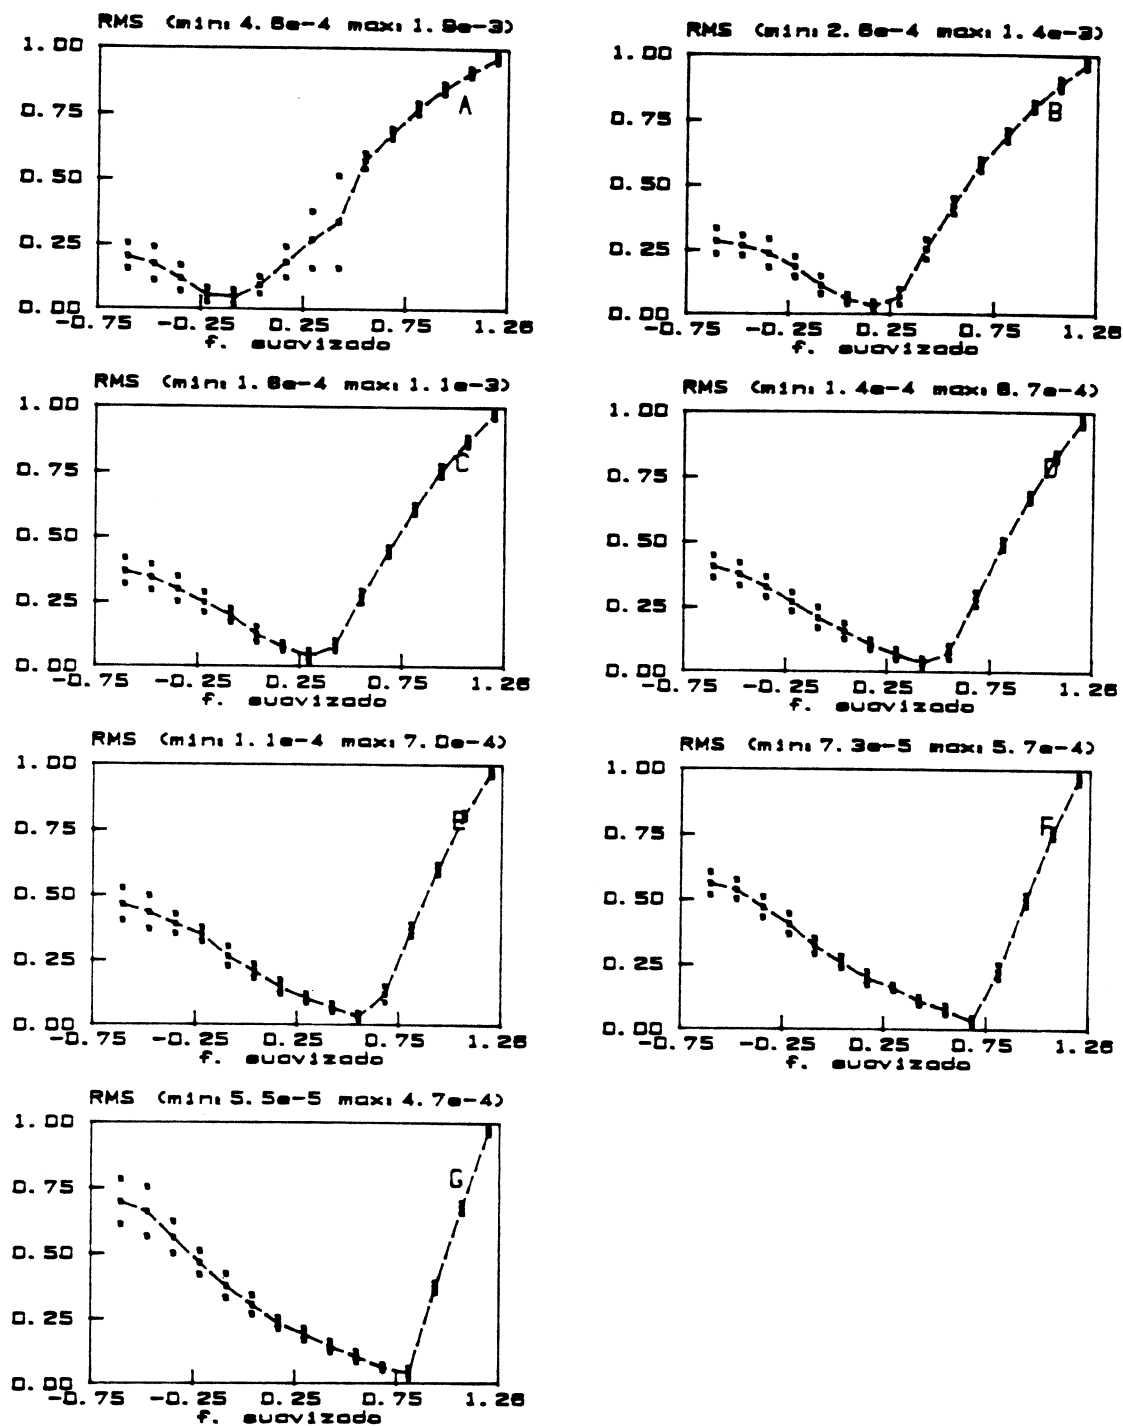 RMS (min: 4.6e-4 max: 1.9e-3)
1.00
0.75
0.50
0.25
0.00
A
-0.75 -0.25 0.25 0.75 1.26
f. suavizado
RMS (min: 2.6e-4 max: 1.4e-3)
1.00
0.75
0.50
0.25
0.00
B
-0.75 -0.25 0.25 0.75 1.26
f. suavizado
RMS (min: 1.8e-4 max: 1.1e-3)
1.00
0.75
0.50
0.25
0.00
C
-0.75 -0.25 0.25 0.75 1.26
f. suavizado
RMS (min: 1.4e-4 max: 8.7e-4)
1.00
0.75
0.50
0.25
0.00
D
-0.75 -0.25 0.25 0.75 1.26
f. suavizado
RMS (min: 1.1e-4 max: 7.0e-4)
1.00
0.75
0.50
0.25
0.00
E
-0.75 -0.25 0.25 0.75 1.26
f. suavizado
RMS (min: 7.3e-5 max: 5.7e-4)
1.00
0.75
0.50
0.25
0.00
F
-0.75 -0.25 0.25 0.75 1.26
f. suavizado
RMS (min: 5.5e-5 max: 4.7e-4)
1.00
0.75
0.50
0.25
0.00
G
-0.75 -0.25 0.25 0.75 1.26
f. suavizado